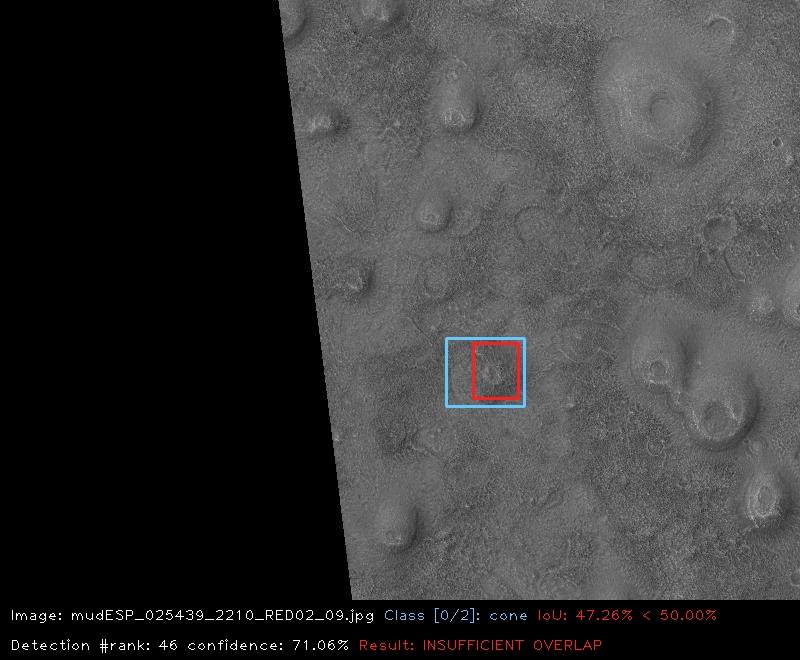 Image: mudESP_025439_2210_RED02_09.jpg Class [0/2]: cone IoU: 47.26% < 50.00%
Detection #rank: 46 confidence: 71.06% Result: INSUFFICIENT OVERLAP